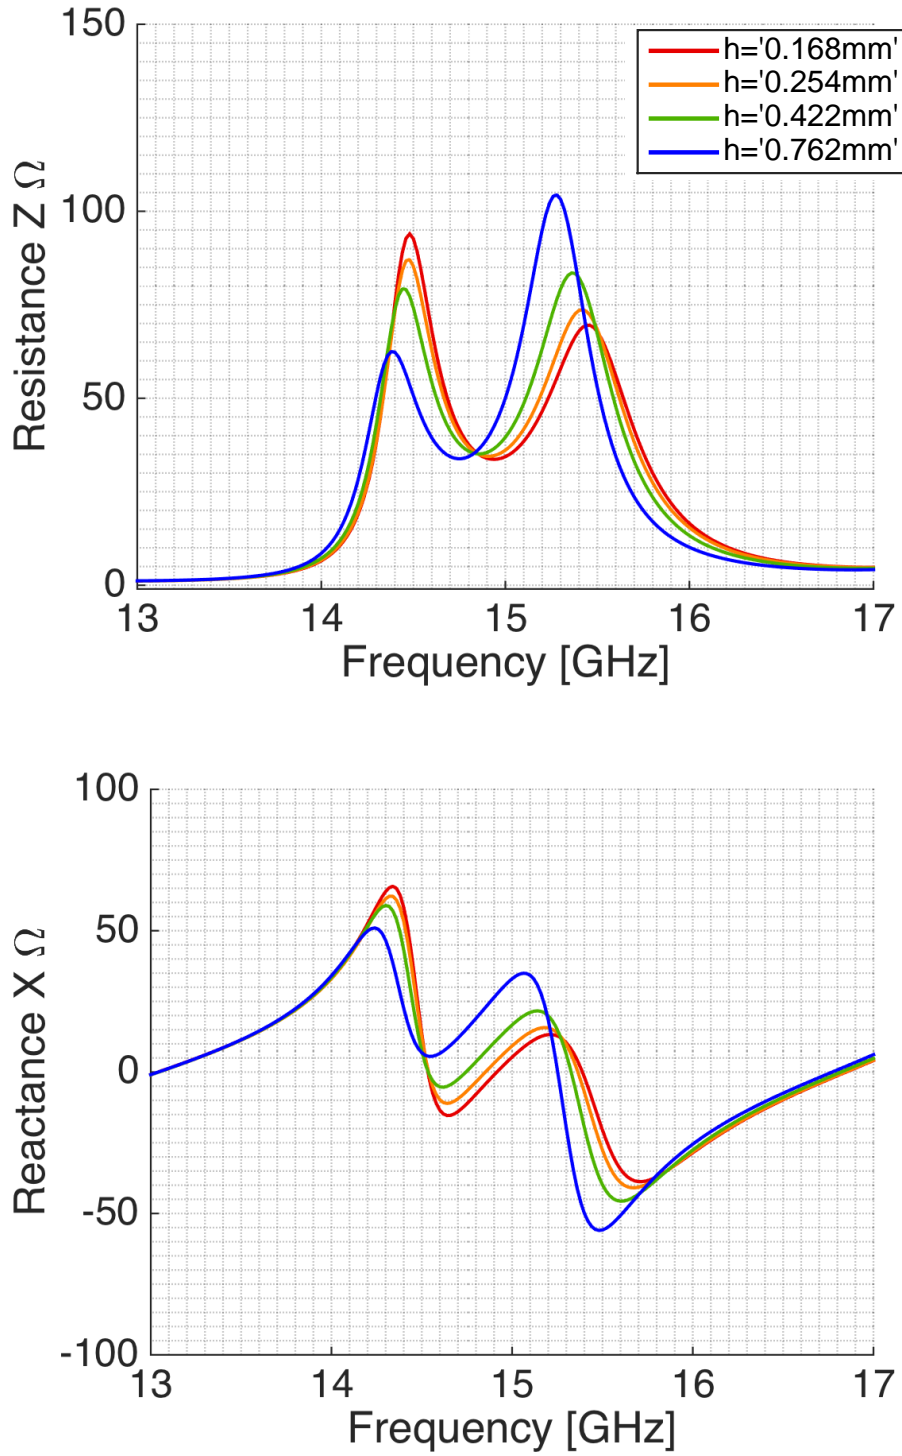 150
100
50
0
Resistance Z Ω
h='0.168mm'
h='0.254mm'
h='0.422mm'
h='0.762mm'
13 14 15 16 17
Frequency [GHz]
100
50
0
-50
-100
Reactance X Ω
13 14 15 16 17
Frequency [GHz]